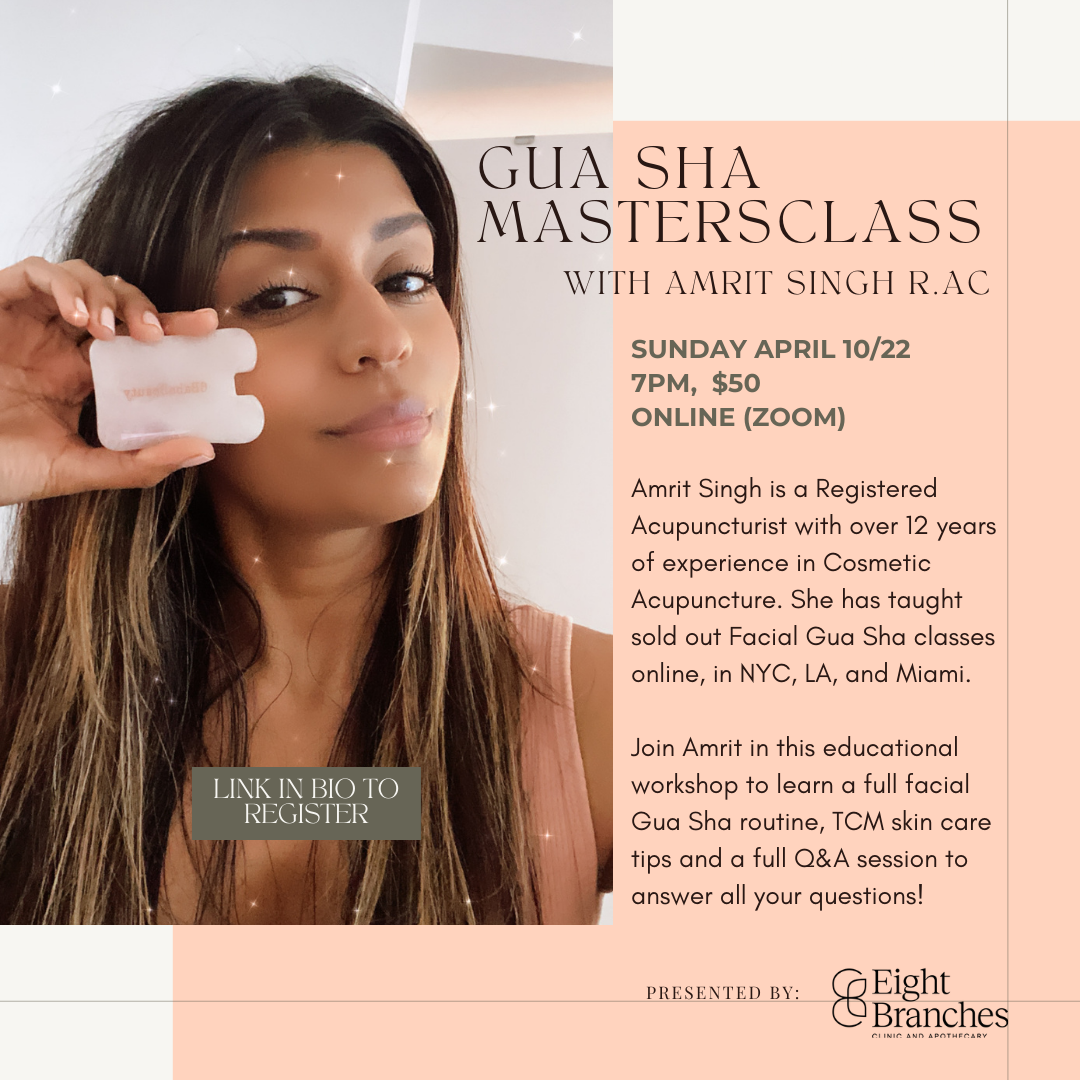 GUA SHA
MASTERSCLASS
WITH AMRIT SINGH R.AC
SUNDAY APRIL 10/22
7PM, $50
ONLINE (ZOOM)
Amrit Singh is a Registered
Acupuncturist with over 12 years
of experience in Cosmetic
Acupuncture. She has taught
sold out Facial Gua Sha classes
online, in NYC, LA, and Miami.
Join Amrit in this educational
workshop to learn a full facial
Gua Sha routine, TCM skin care
tips and a full Q&A session to
answer all your questions!
LINK IN BIO TO
REGISTER
PRESENTED BY:
Eight
Branches
CLINIC AND APOTHECARY